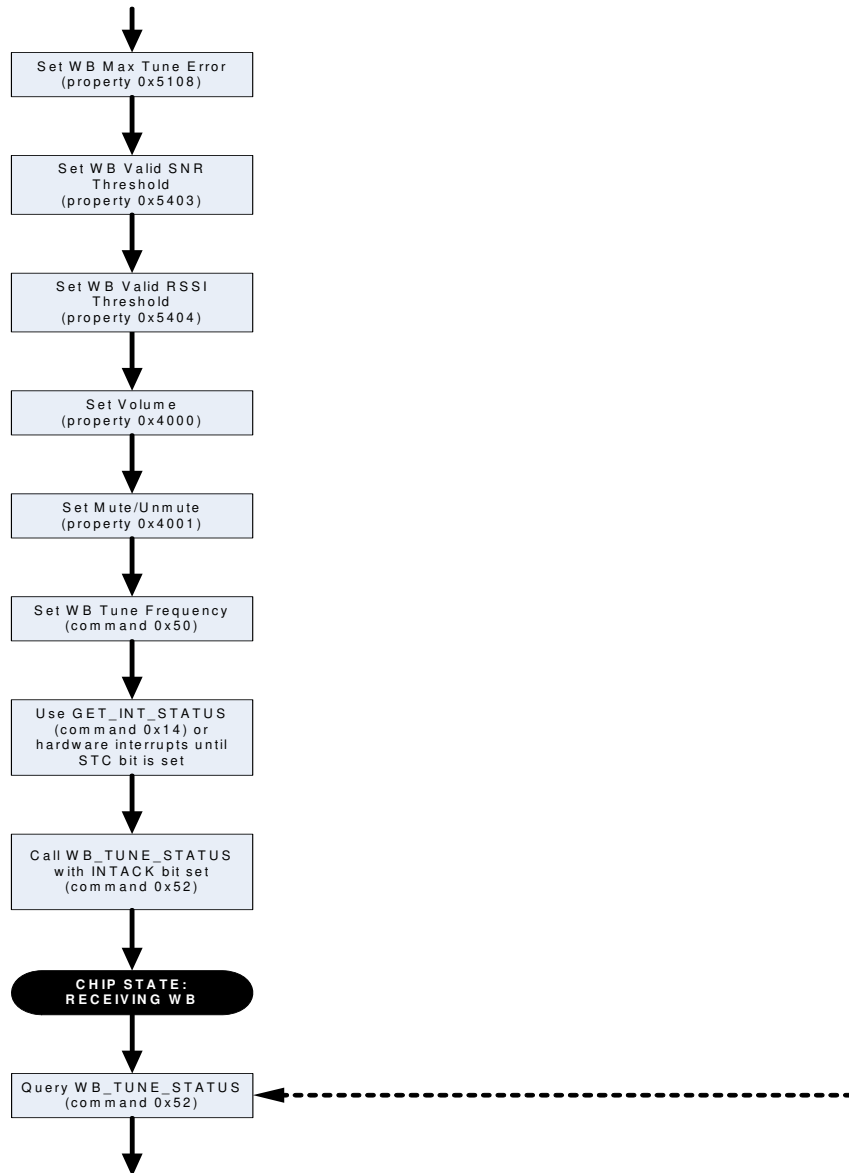 Set WB Max Tune Error
(property 0x5108)
Set WB Valid SNR
Threshold
(property 0x5403)
Set WB Valid RSSI
Threshold
(property 0x5404)
Set Volume
(property 0x4000)
Set Mute/Unmute
(property 0x4001)
Set WB Tune Frequency
(command 0x50)
Use GET_INT_STATUS
(command 0x14) or
hardware interrupts until
STC bit is set
Call WB_TUNE_STATUS
with INTACK bit set
(command 0x52)
CHIP STATE:
RECEIVING WB
Query WB_TUNE_STATUS
(command 0x52)